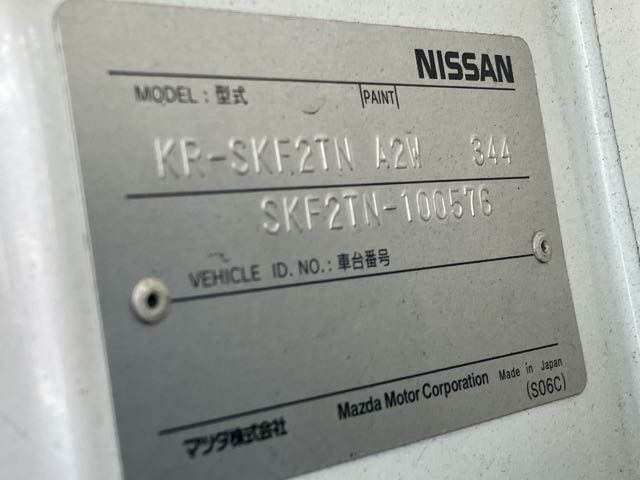 NISSAN
MODEL : 型式 PAINT
KR-SKF2TN A2W 344
SKF2TN-100576
VEHICLE ID. NO. : 車台番号
マツダ株式会社 Mazda Motor Corporation Made in Japan
(S06C)